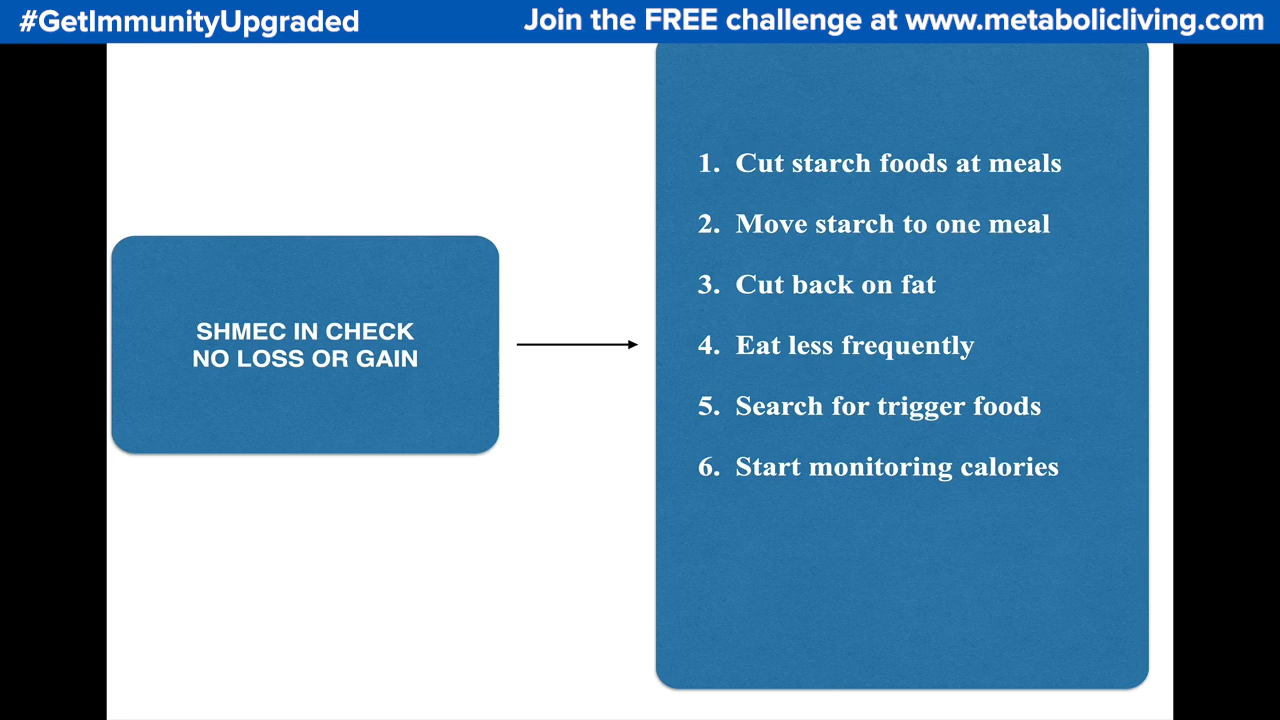 #GetImmunityUpgraded
Join the FREE challenge at www.metabolicliving.com
SHMEC IN CHECK
NO LOSS OR GAIN
1. Cut starch foods at meals
2. Move starch to one meal
3. Cut back on fat
4. Eat less frequently
5. Search for trigger foods
6. Start monitoring calories